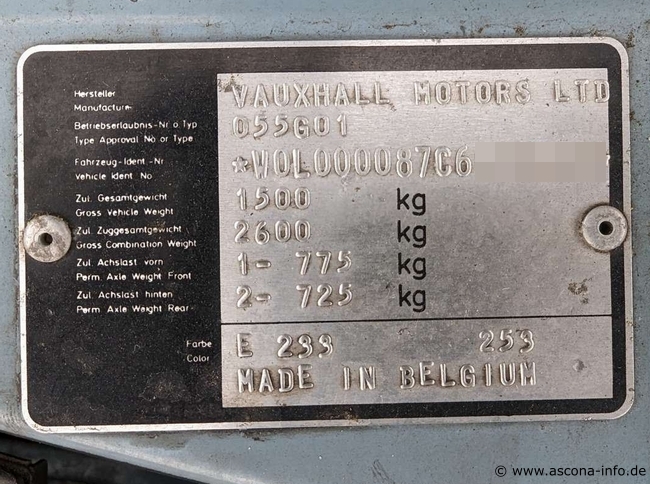 Hersteller
Manufacture VAUXHALL MOTORS LTD
Betriebserlaubnis-Nr o.Typ 055G01
Type Approval No or Type
Fahrzeug-Ident.-Nr *W0L000087C6
Vehicle Ident. No
Zul. Gesamtgewicht 1500 kg
Gross Vehicle Weight
Zul. Zuggesamtgewicht 2600 kg
Gross Combination Weight
Zul. Achslast vorn 1- 775 kg
Perm. Axle Weight Front
Zul. Achslast hinten 2- 725 kg
Perm. Axle Weight Rear
Farbe E 233 253
Color
MADE IN BELGIUM
© www.ascona-info.de